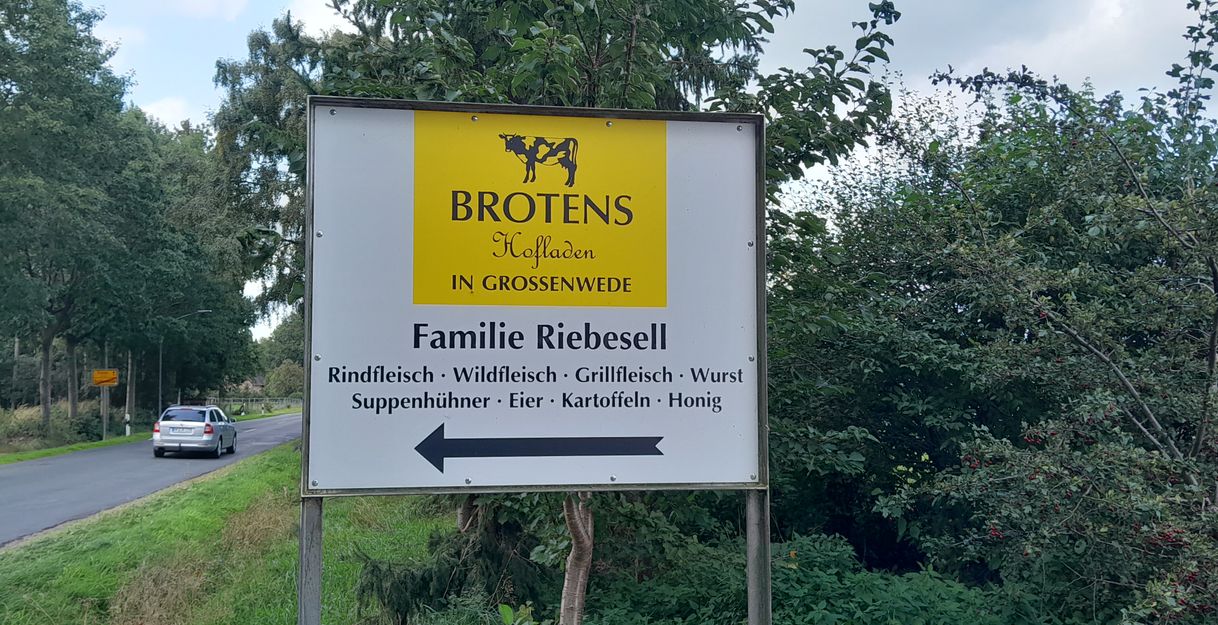 BROTENS
Hofladen
IN GROSSENWEDE
Familie Riebesell
Rindfleisch · Wildfleisch · Grillfleisch · Wurst
Suppenhühner · Eier · Kartoffeln · Honig